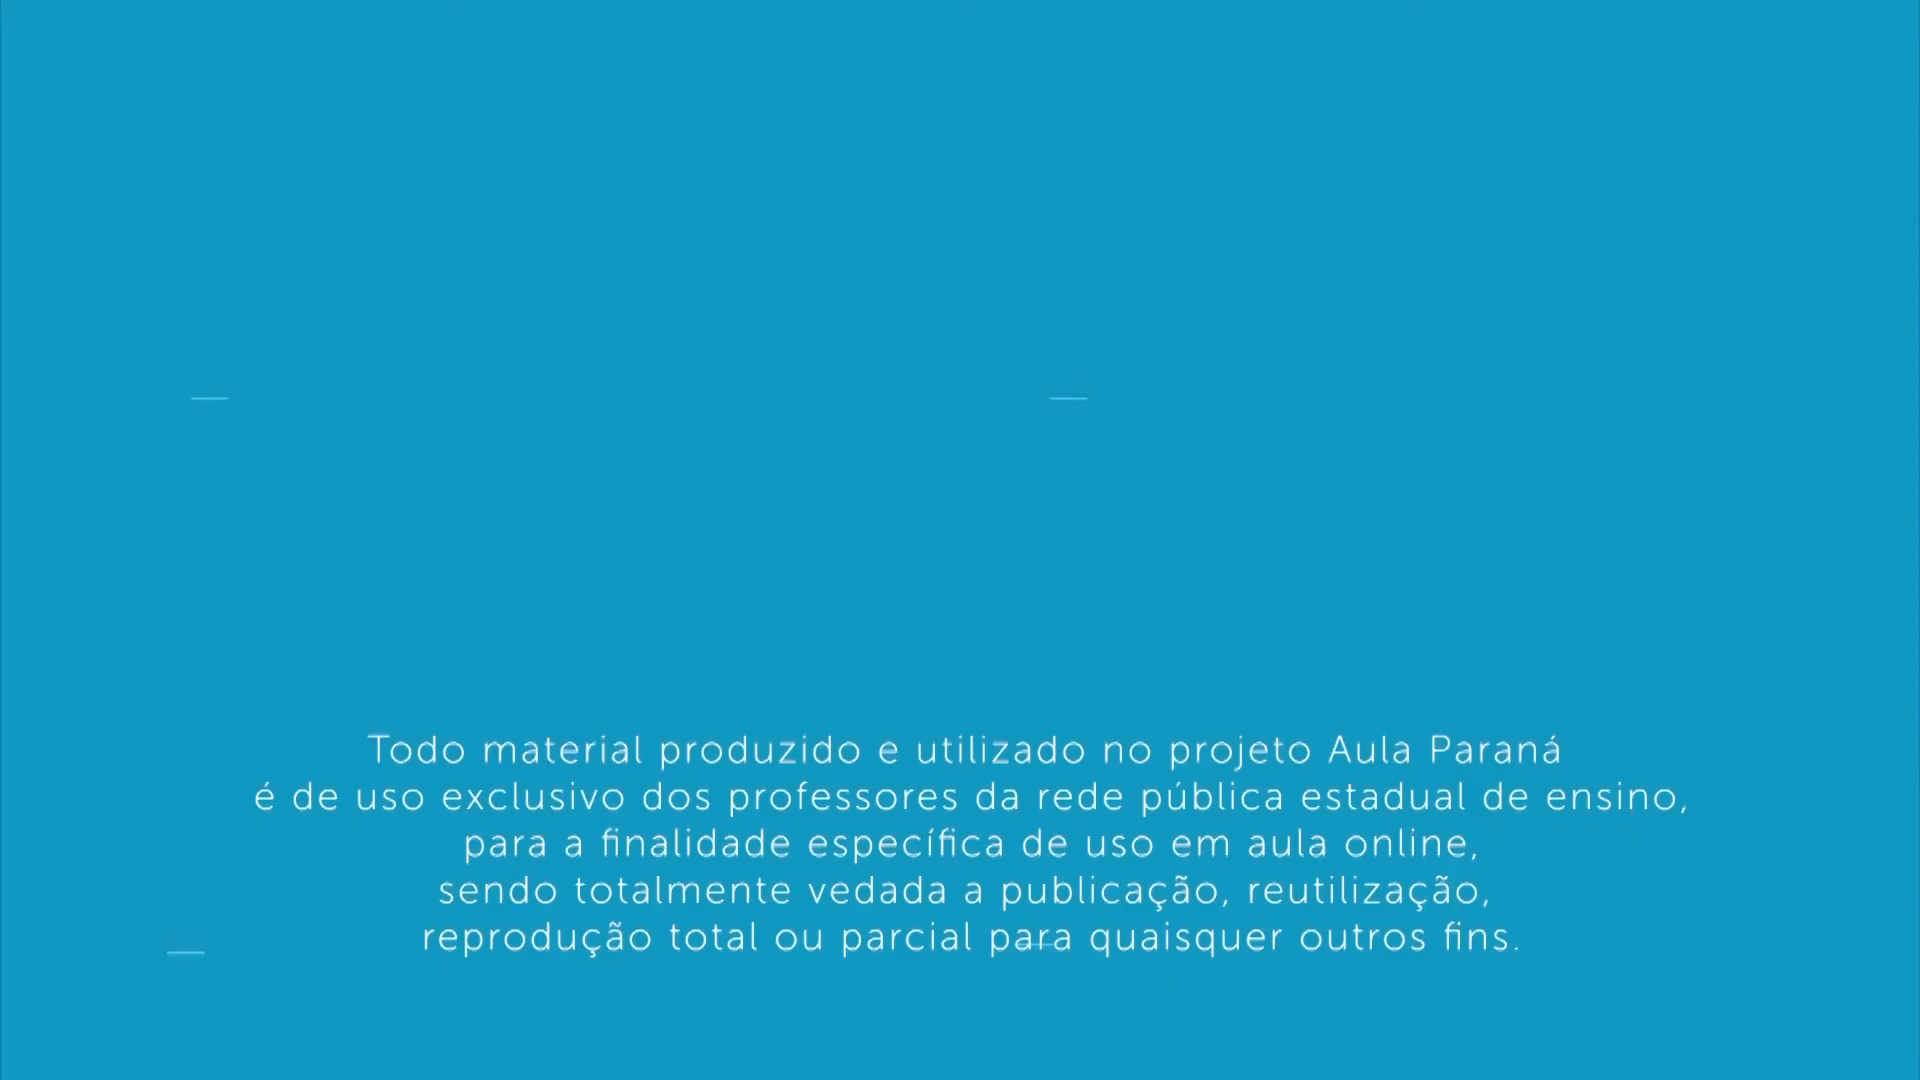 Todo material produzido e utilizado no projeto Aula Paraná
é de uso exclusivo dos professores da rede pública estadual de ensino,
para a finalidade específica de uso em aula online,
sendo totalmente vedada a publicação, reutilização,
reprodução total ou parcial para quaisquer outros fins.